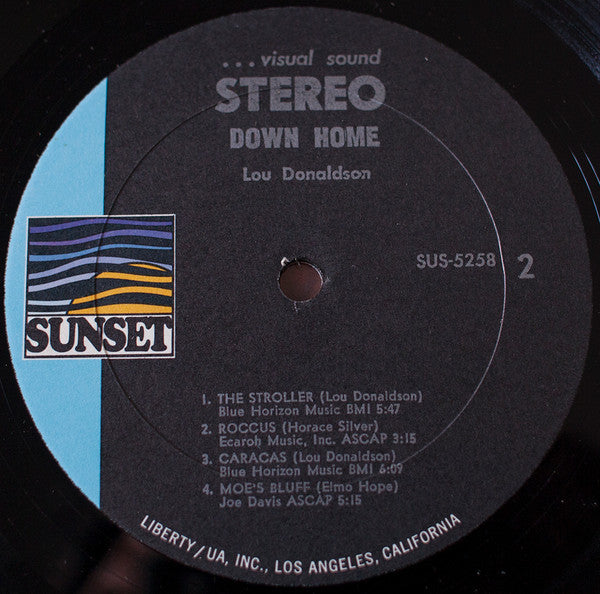 ...visual sound
STEREO
DOWN HOME
Lou Donaldson
SUS-5258 2
SUNSET
1. THE STROLLER (Lou Donaldson)
Blue Horizon Music BMI 5:47
2. ROCCUS (Horace Silver)
Ecaroh Music, Inc. ASCAP 3:15
3. CARACAS (Lou Donaldson)
Blue Horizon Music BMI 6:09
4. MOE'S BLUFF (Elmo Hope)
Joe Davis ASCAP 5:15
LIBERTY/UA, INC., LOS ANGELES, CALIFORNIA